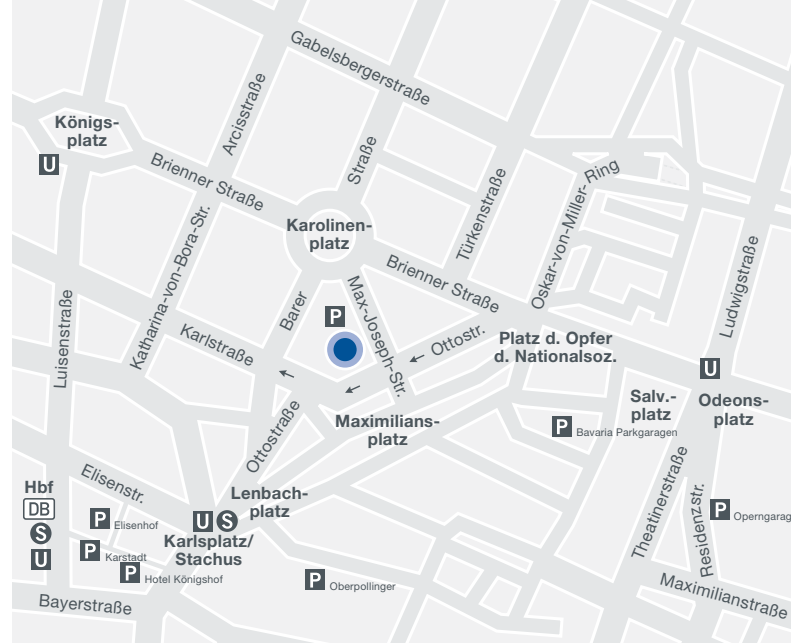 Gabelsbergerstraße
Arcisstraße
Königs-
platz
U
Brienner Straße
Straße
Türkenstraße
Oskar-von-Miller-Ring
Karolinen-
platz
Katharina-von-Bora-Str.
Brienner Straße
Ludwigstraße
Luisenstraße
Barer
P
Max-Joseph-Str.
Karlstraße
Ottostr.
Platz d. Opfer
d. Nationalsoz.
U
Salv.-
platz
Odeons-
platz
Maximilians-
platz
P Bavaria Parkgaragen
Ottostraße
Elisenstr.
Hbf
DB
S
U
P Elisenhof
P Karstadt
P Hotel Königshof
Lenbach-
platz
U S
Karlsplatz/
Stachus
P Oberpollinger
Theatinerstraße
Residenzstr.
P Operngarag
Maximilianstraße
Bayerstraße